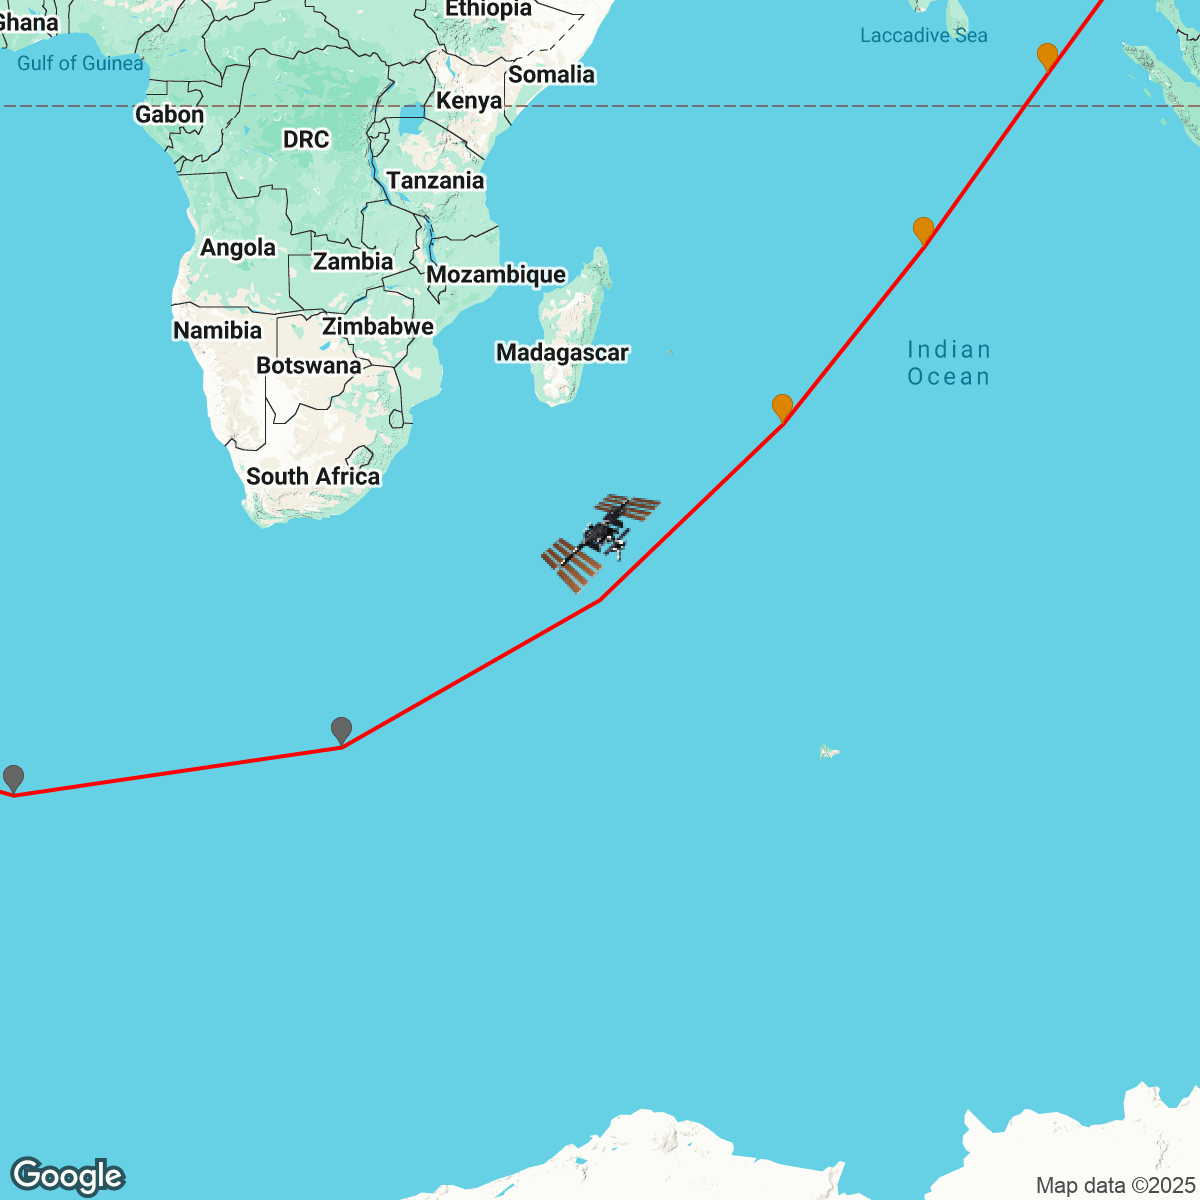 Ethiopia
Ghana
Laccadive Sea
Gulf of Guinea
Somalia
Kenya
Gabon
DRC
Tanzania
Angola
Zambia
Mozambique
Namibia
Zimbabwe
Madagascar
Indian
Ocean
Botswana
South Africa
Google
Map data ©2025